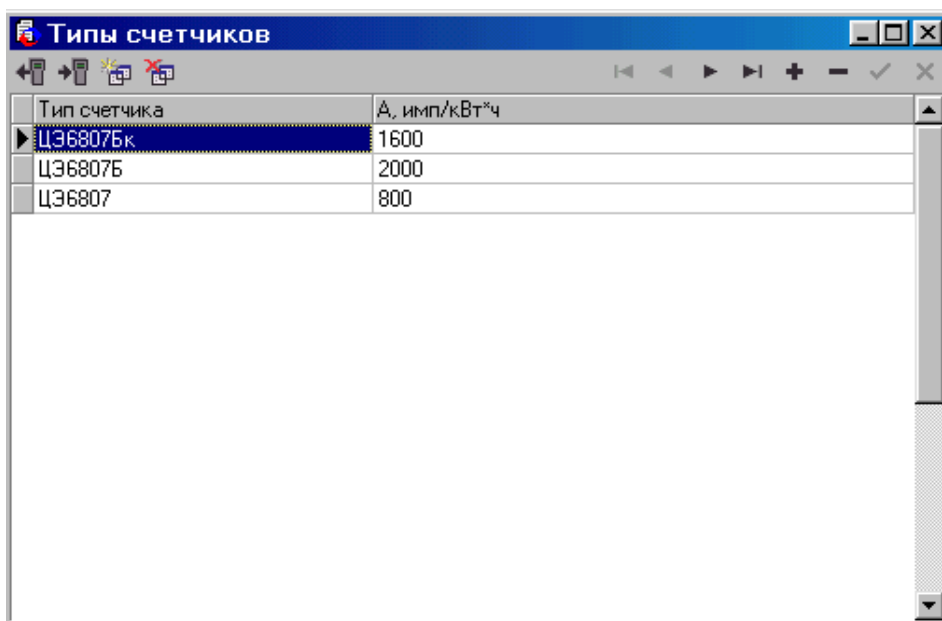 Типы счетчиков
Тип счетчика А, имп/кВт*ч
ЦЭ6807Бк 1600
ЦЭ6807Б 2000
ЦЭ6807 800